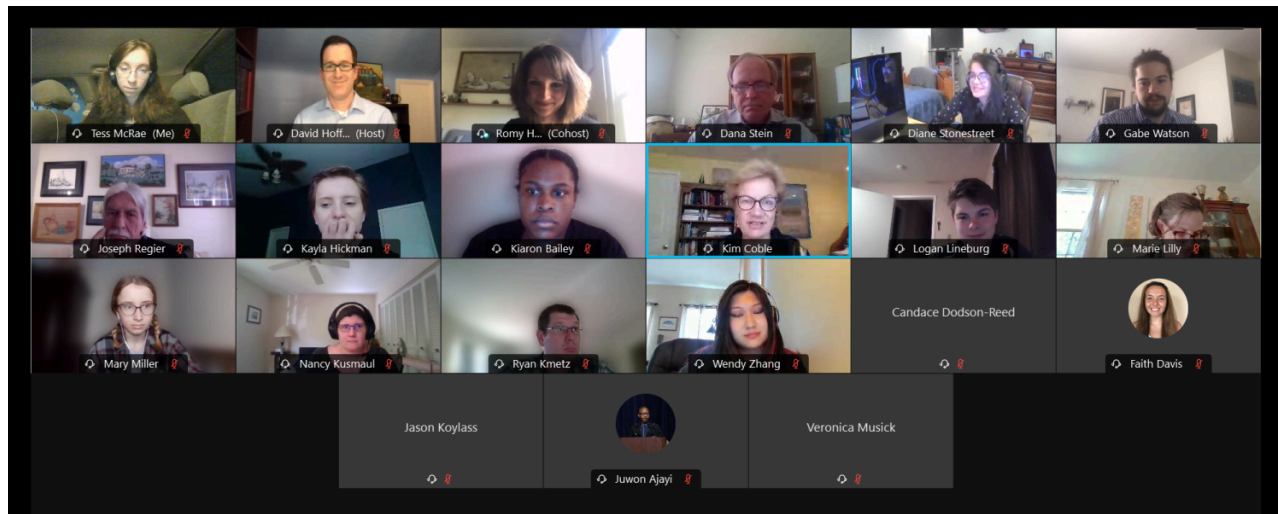 Tess McRae (Me)
David Hoff... (Host)
Romy H... (Cohost)
Dana Stein
Diane Stonestreet
Gabe Watson
Joseph Regier
Kayla Hickman
Kiaron Bailey
Kim Coble
Logan Lineburg
Marie Lilly
Mary Miller
Nancy Kusmaul
Ryan Kmetz
Wendy Zhang
Candace Dodson-Reed
Faith Davis
Jason Koylass
Juwon Ajayi
Veronica Musick